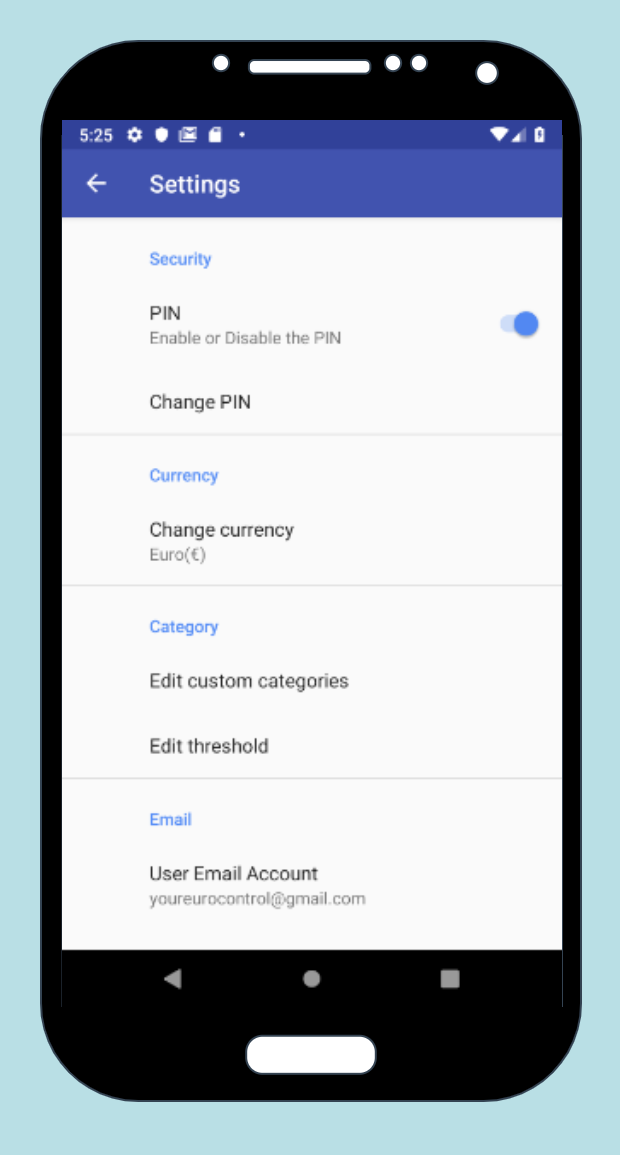 5:25
Settings
Security
PIN
Enable or Disable the PIN
Change PIN
Currency
Change currency
Euro(€)
Category
Edit custom categories
Edit threshold
Email
User Email Account
youreurocontrol@gmail.com